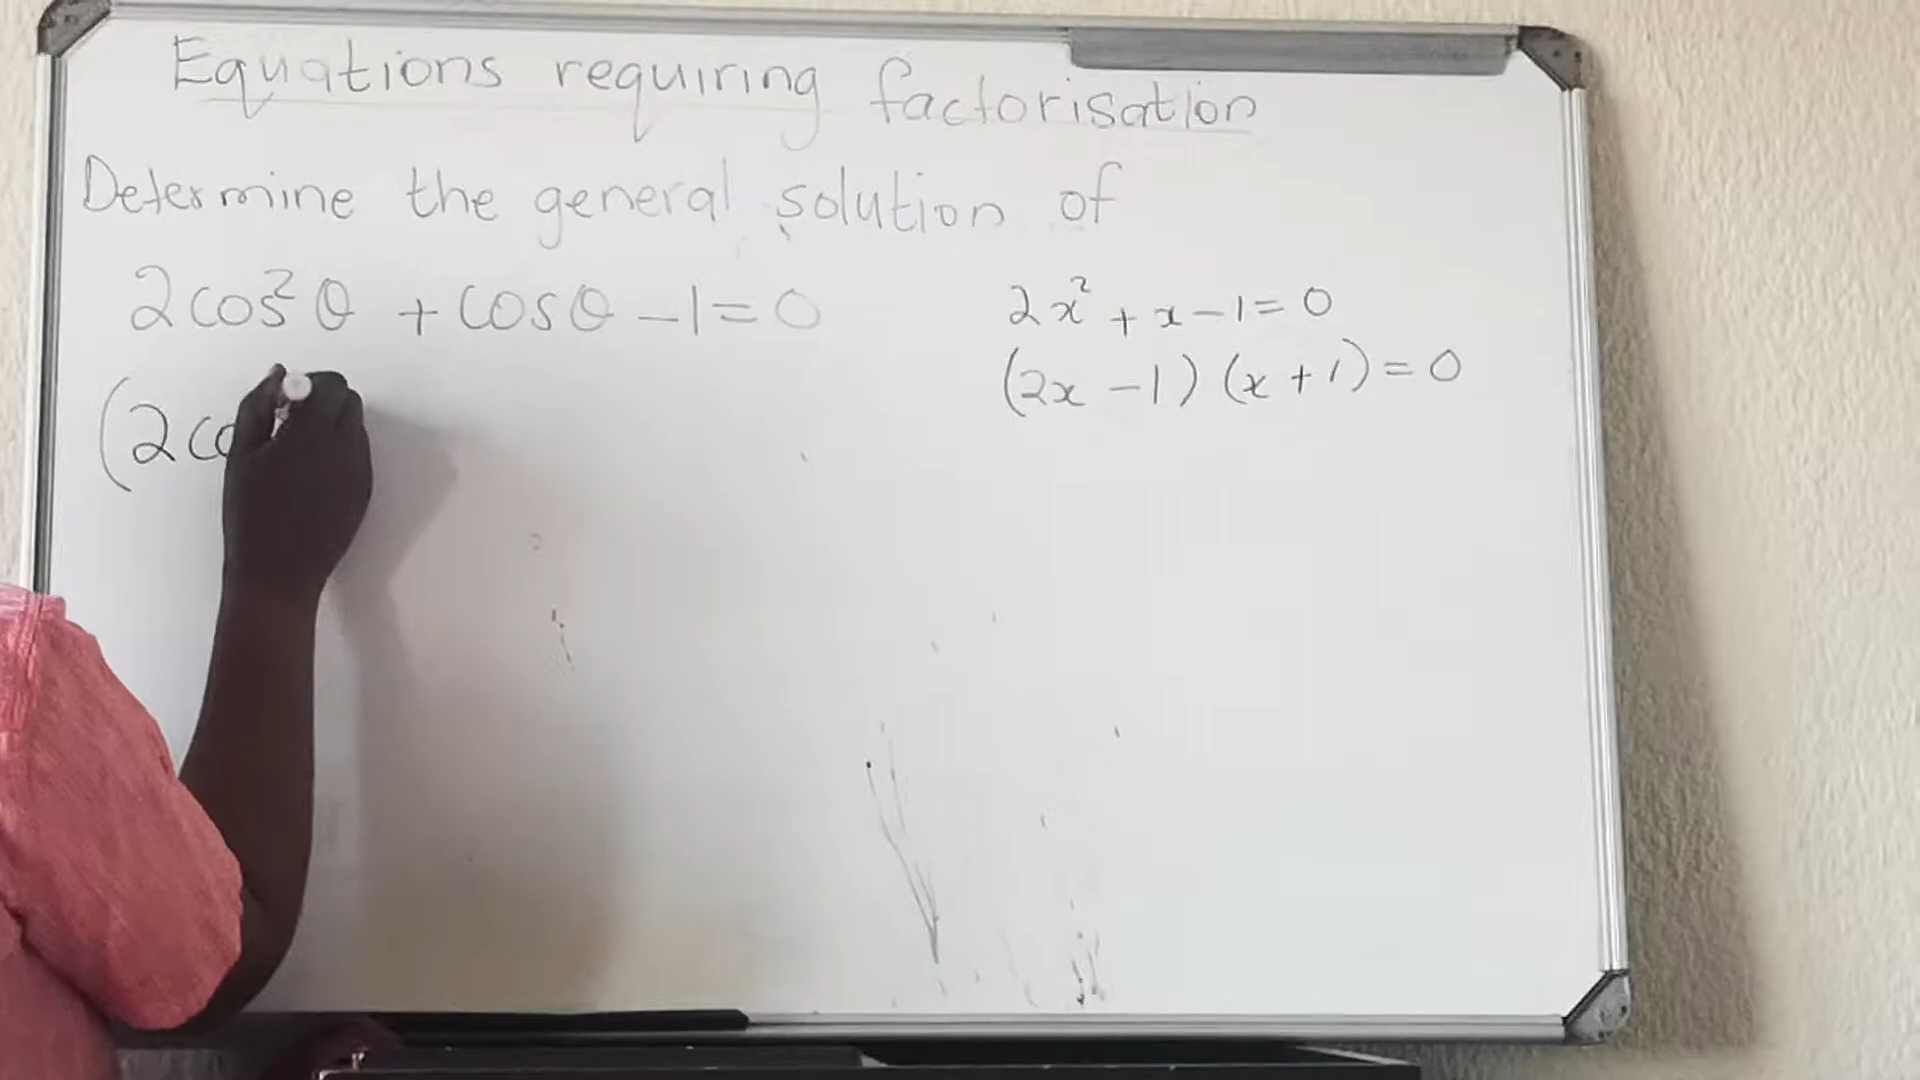 Equations requiring factorisation
Determine the general solution of
2cos²θ + cosθ - 1 = 0
(2co
2x² + x - 1 = 0
(2x - 1)(x + 1) = 0